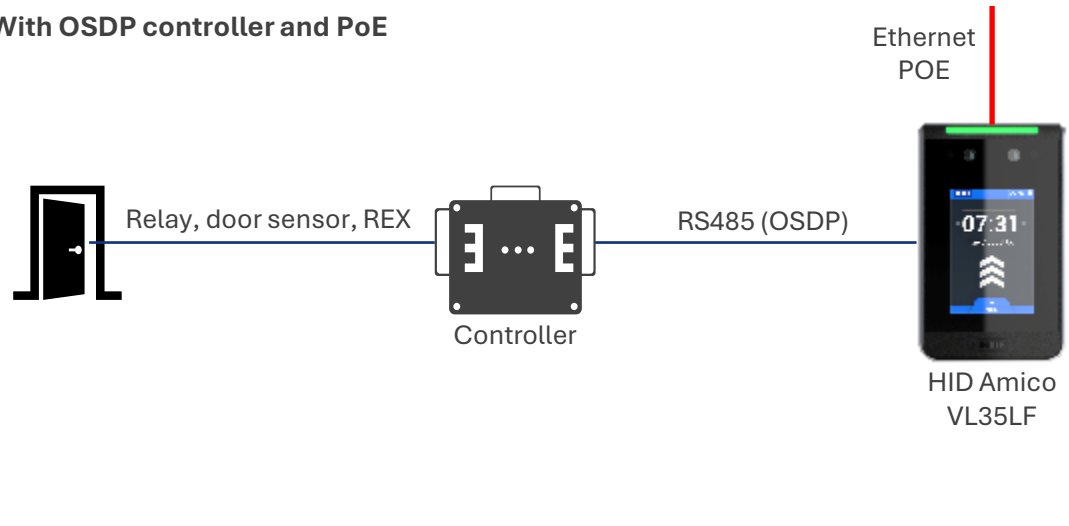 With OSDP controller and PoE
Ethernet
POE
Relay, door sensor, REX
RS485 (OSDP)
07:31
Controller
HID Amico
VL35LF